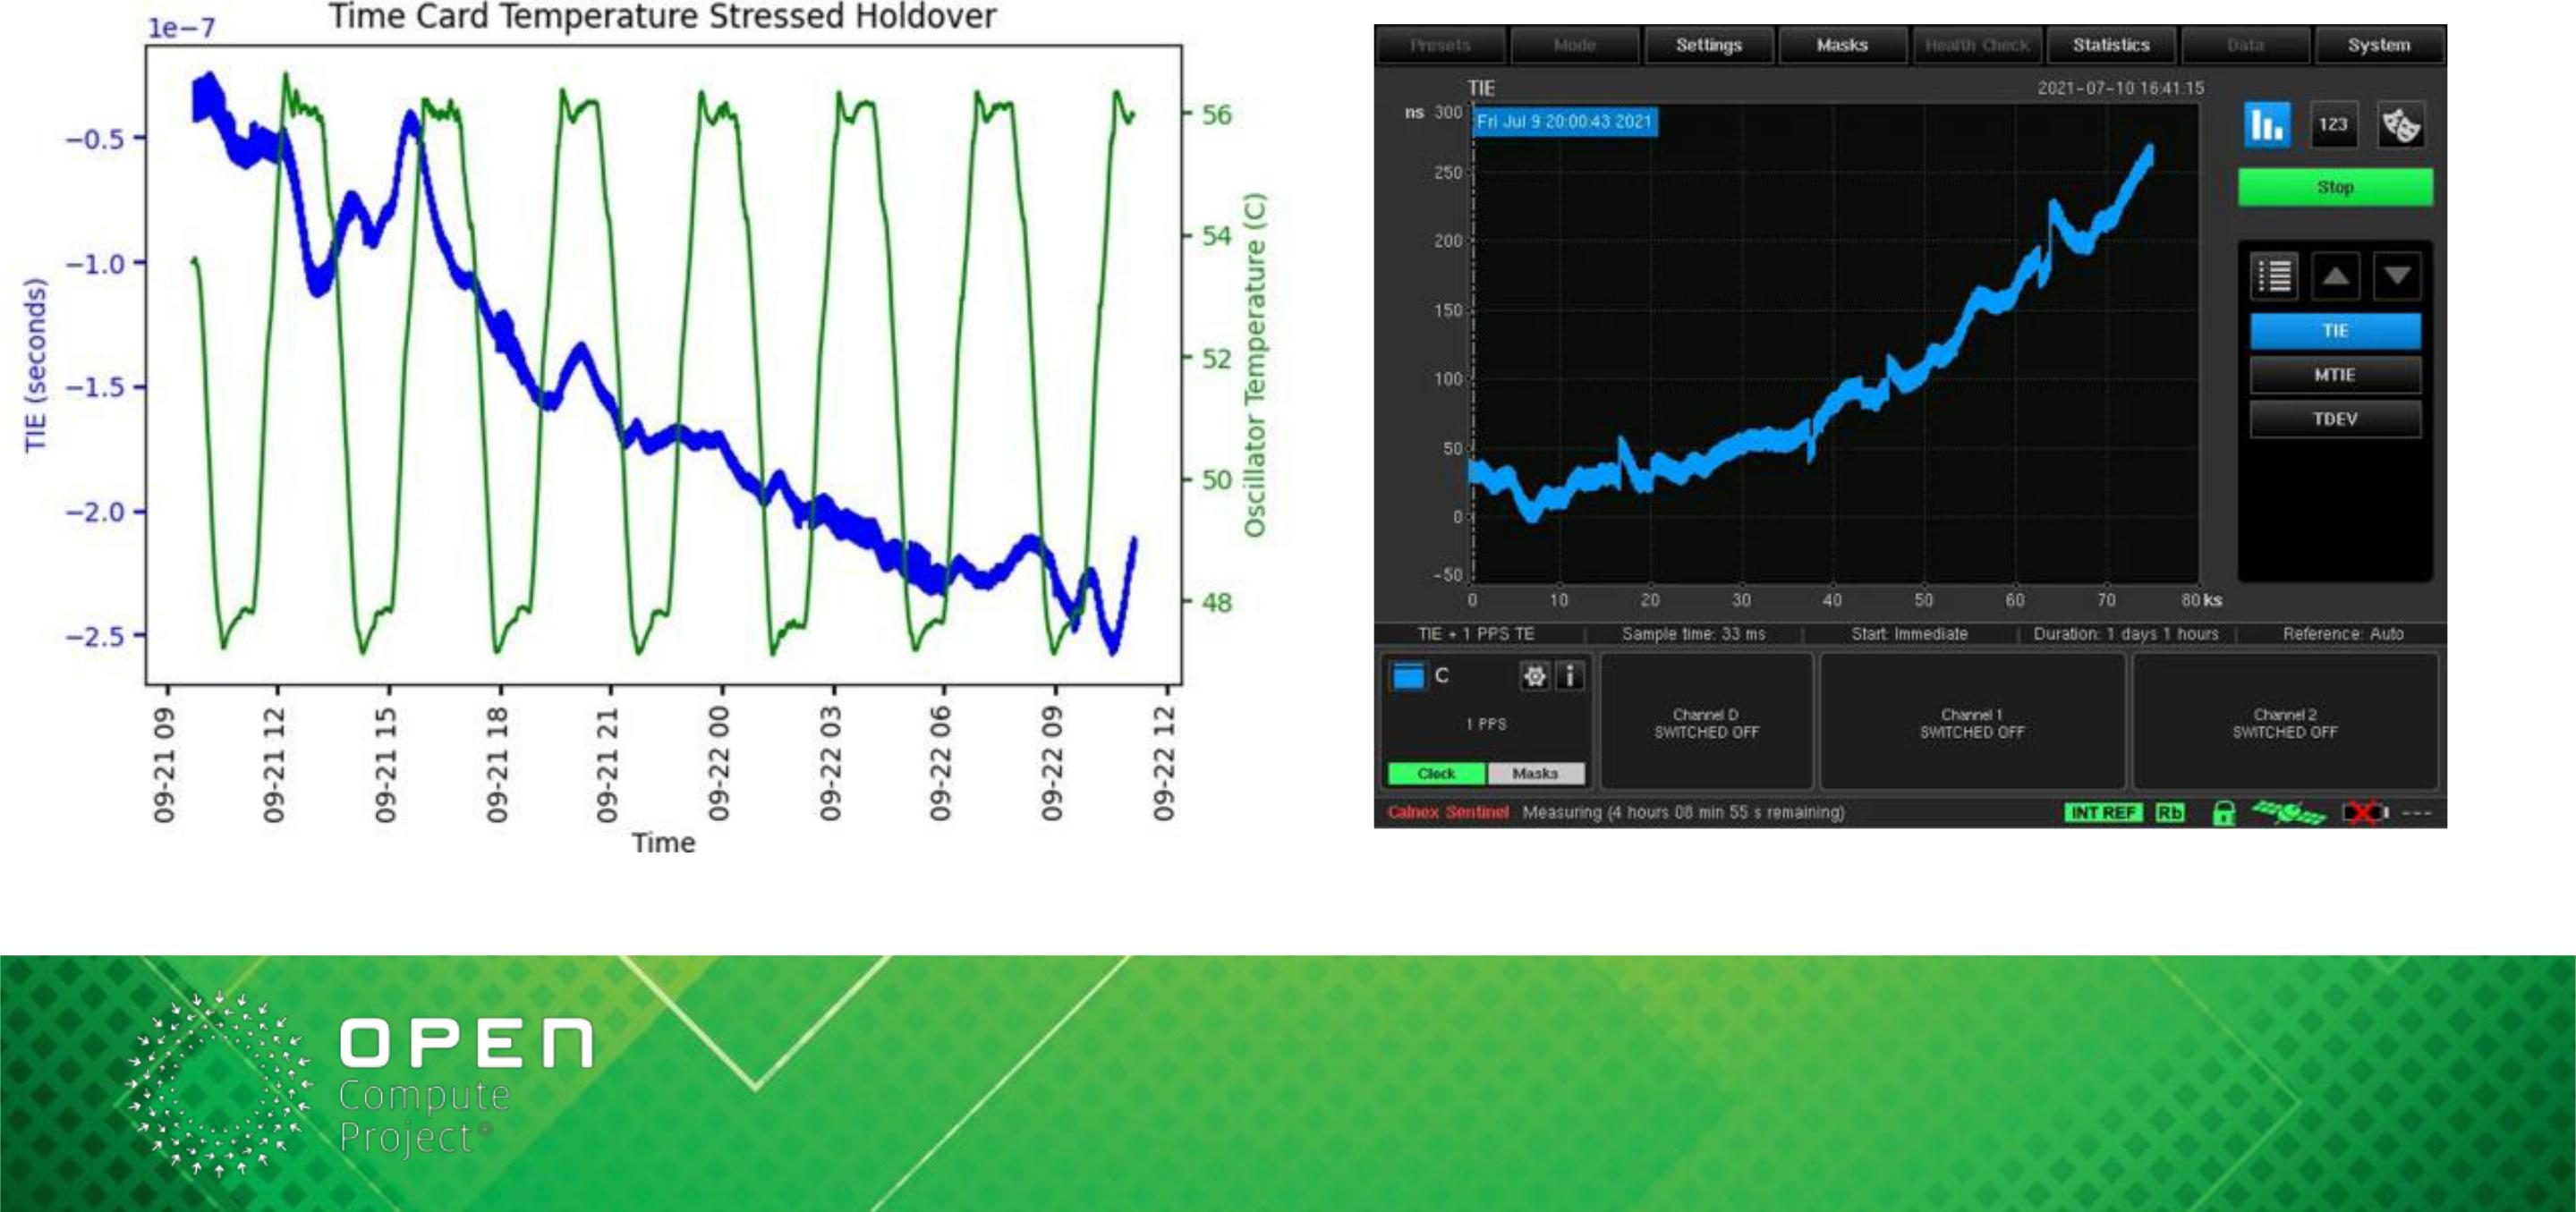 Time Card Temperature Stressed Holdover
1e−7
−0.5
−1.0
−1.5
−2.0
−2.5
TIE (seconds)
56
54
52
50
48
Oscillator Temperature (C)
09-21 09
09-21 12
09-21 15
09-21 18
09-21 21
09-22 00
09-22 03
09-22 06
09-22 09
09-22 12
Time
Presets Mode Settings Masks Health Check Statistics Data System
TIE 2021-07-10 16:41:15
ns 300
Fri Jul 9 20:00:43 2021
250
200
150
100
50
0
-50
0 10 20 30 40 50 60 70 80 ks
123
Stop
TIE
MTIE
TDEV
TIE + 1 PPS TE Sample time: 33 ms Start: Immediate Duration: 1 days 1 hours Reference: Auto
C
1 PPS
Clock Masks
Channel D
SWITCHED OFF
Channel 1
SWITCHED OFF
Channel 2
SWITCHED OFF
Calnex Sentinel Measuring (4 hours 08 min 55 s remaining) INT REF Rb ---
OPEN
Compute
Project®